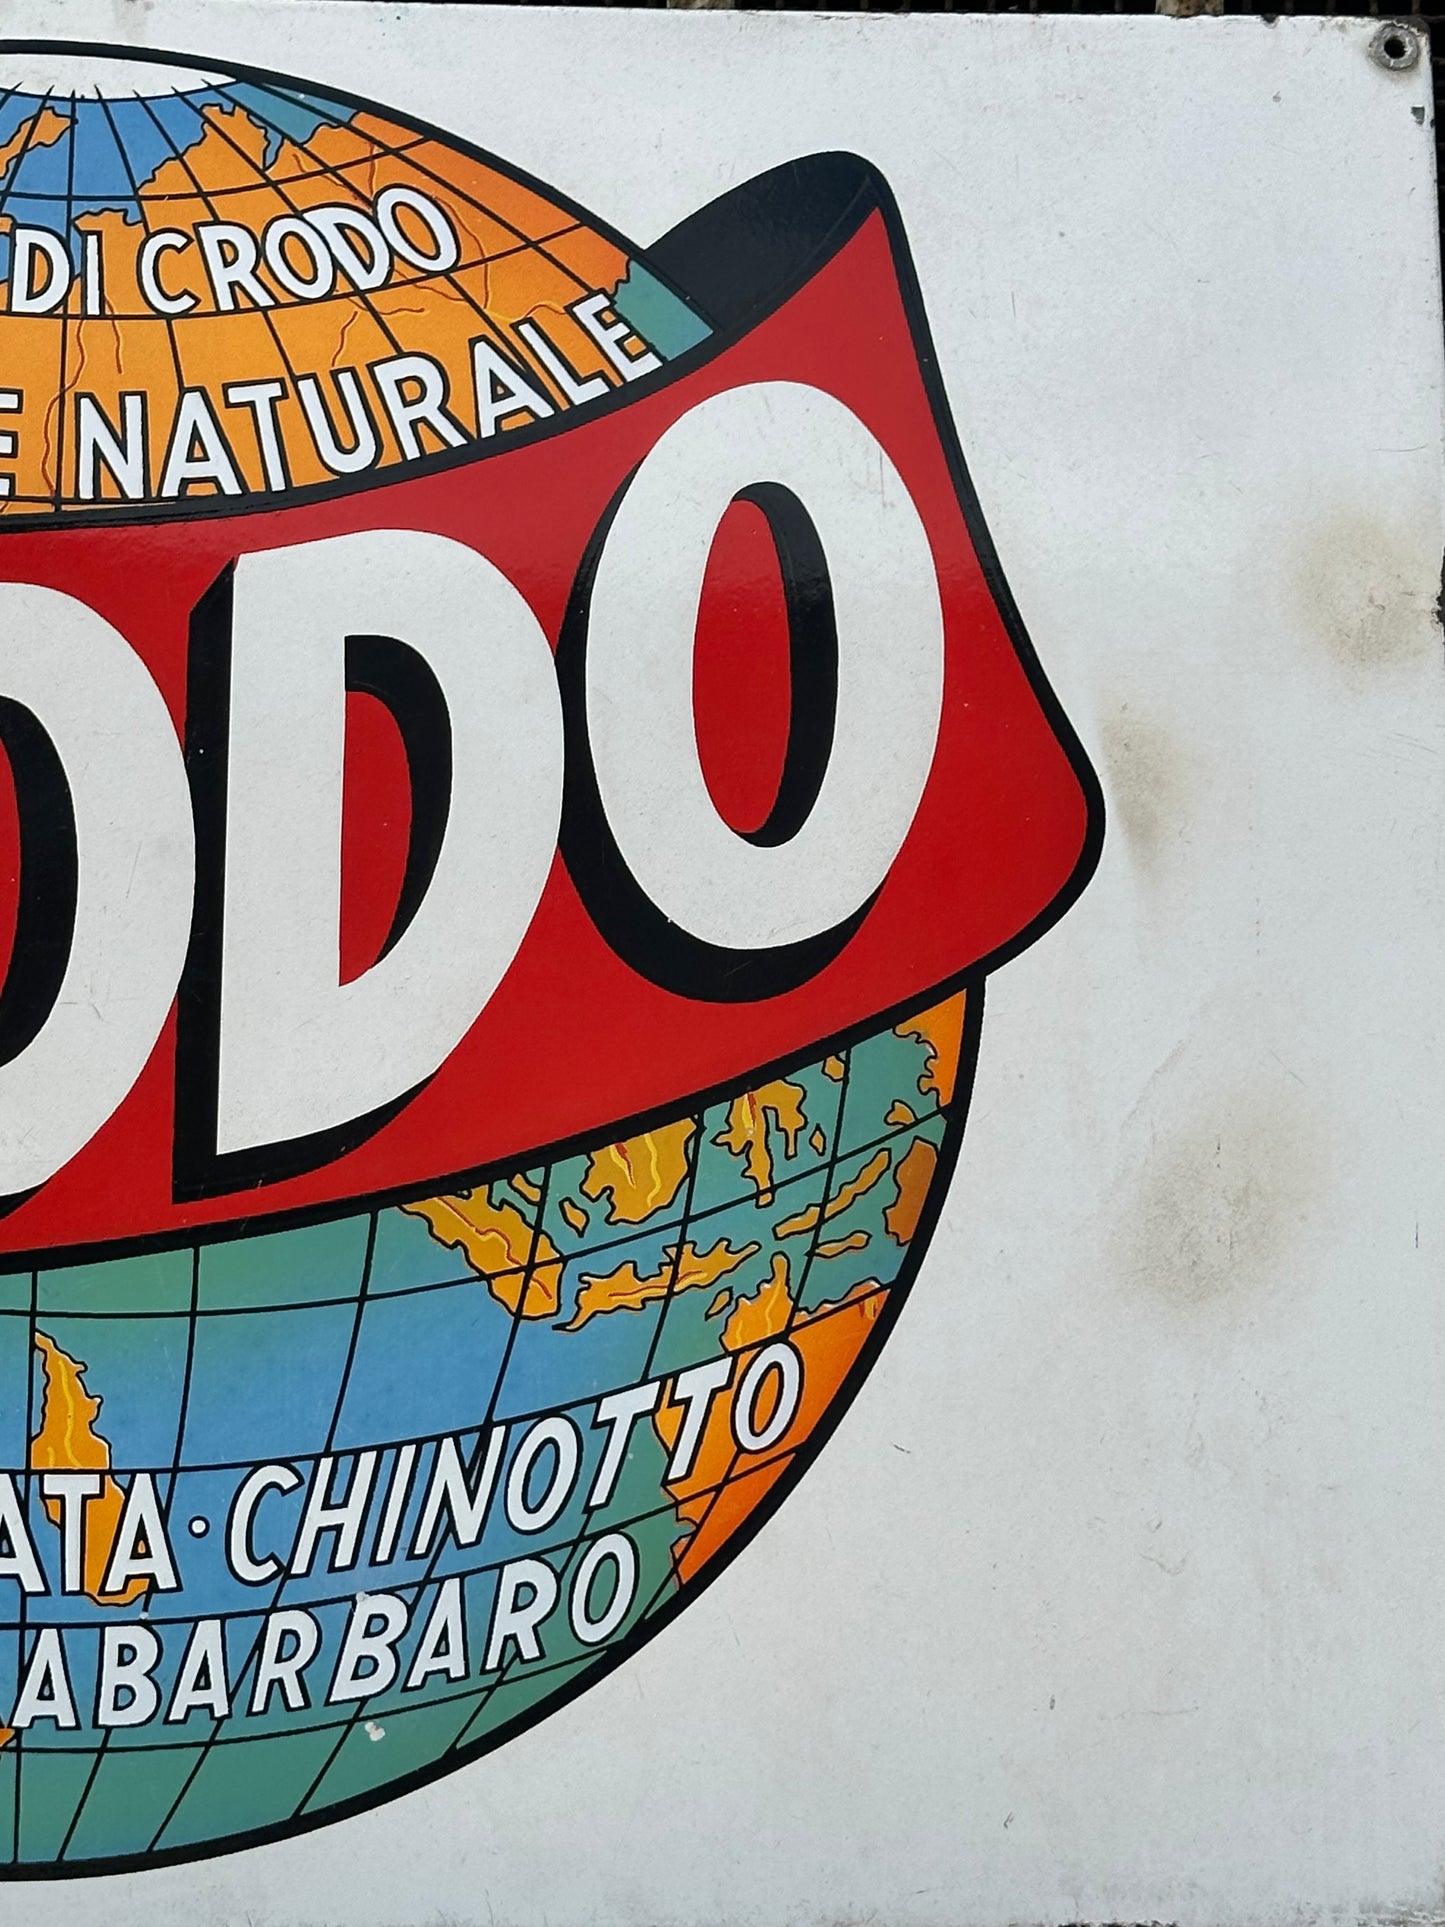 DI CRODO
E NATURALE
ODO
ATA · CHINOTTO
ABARBARO